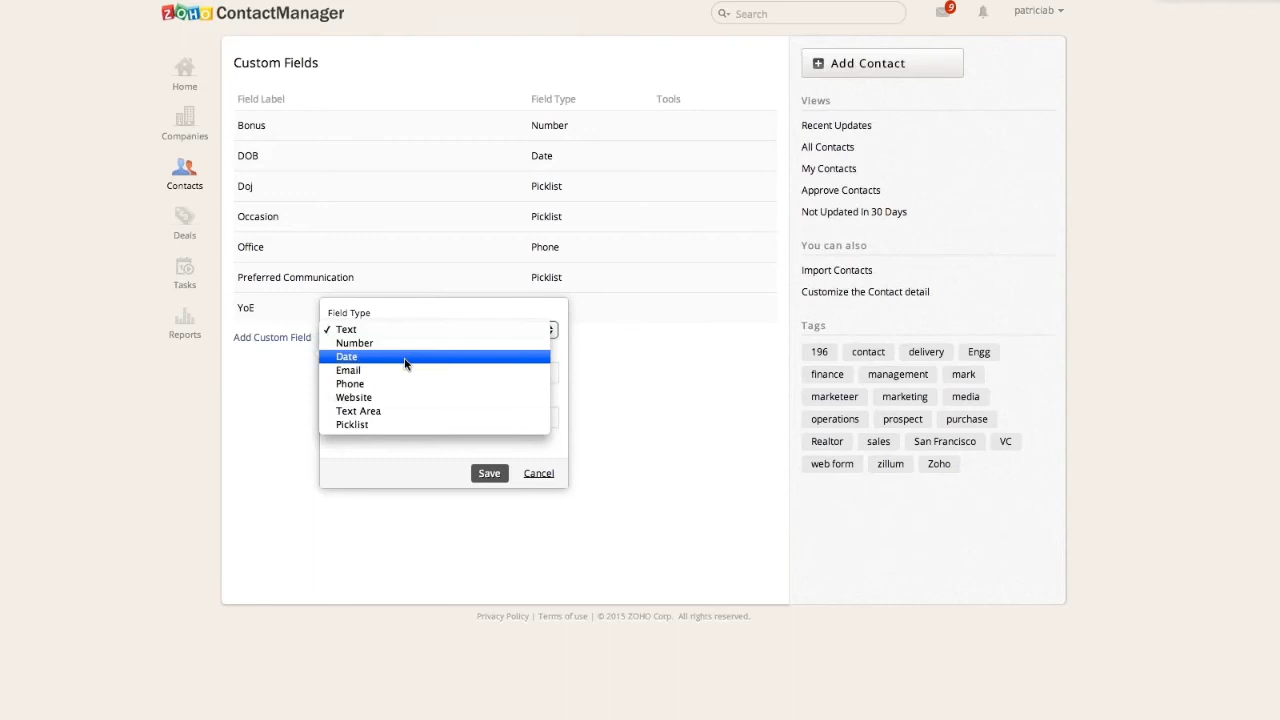 ZOHO ContactManager
Search
9
patriciab
Home
Companies
Contacts
Deals
Tasks
Reports
Custom Fields
Field Label Field Type Tools
Bonus Number
DOB Date
Doj Picklist
Occasion Picklist
Office Phone
Preferred Communication Picklist
YoE
Add Custom Field
Field Type
✓ Text
Number
Date
Email
Phone
Website
Text Area
Picklist
Save Cancel
Add Contact
Views
Recent Updates
All Contacts
My Contacts
Approve Contacts
Not Updated In 30 Days
You can also
Import Contacts
Customize the Contact detail
Tags
196 contact delivery Engg
finance management mark
marketeer marketing media
operations prospect purchase
Realtor sales San Francisco VC
web form zillum Zoho
Privacy Policy | Terms of use | © 2015 ZOHO Corp. All rights reserved.